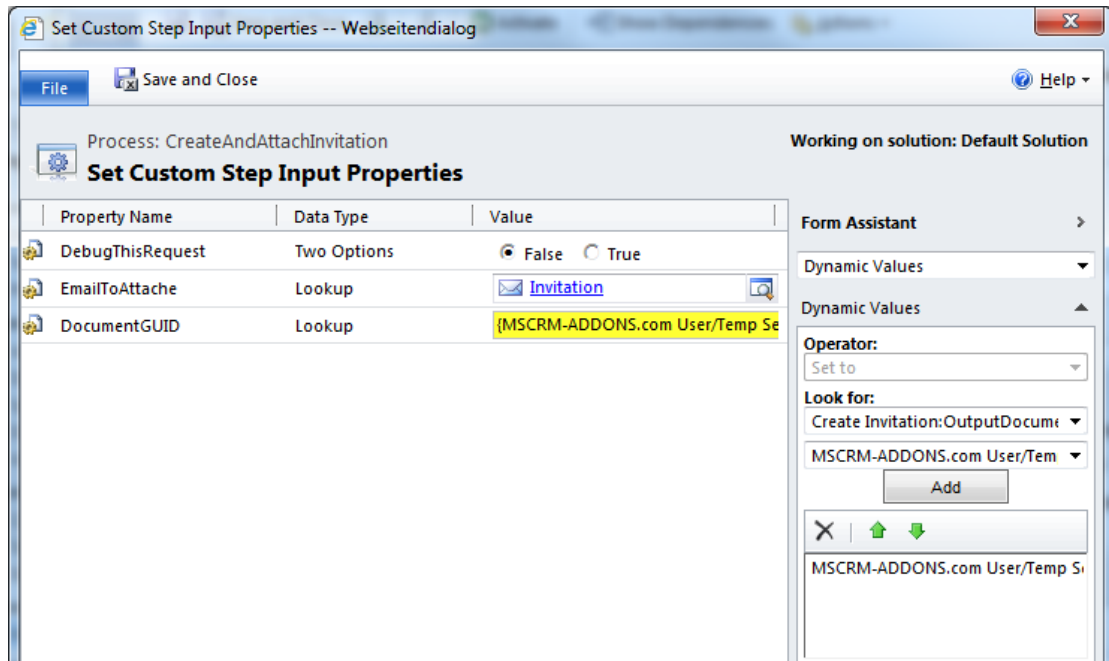 Set Custom Step Input Properties -- Webseitendialog
File Save and Close Help
Process: CreateAndAttachInvitation
Working on solution: Default Solution
Set Custom Step Input Properties
Property Name Data Type Value
DebugThisRequest Two Options False True
EmailToAttache Lookup Invitation
DocumentGUID Lookup {MSCRM-ADDONS.com User/Temp Se
Form Assistant
Dynamic Values
Dynamic Values
Operator:
Set to
Look for:
Create Invitation:OutputDocume
MSCRM-ADDONS.com User/Tem
Add
MSCRM-ADDONS.com User/Temp S